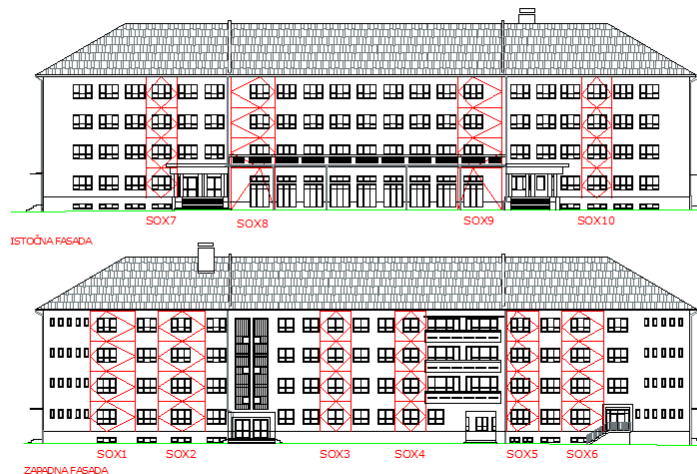 SOX7 SOX8 SOX9 SOX10
ISTOČNA FASADA
SOX1 SOX2 SOX3 SOX4 SOX5 SOX6
ZAPADNA FASADA